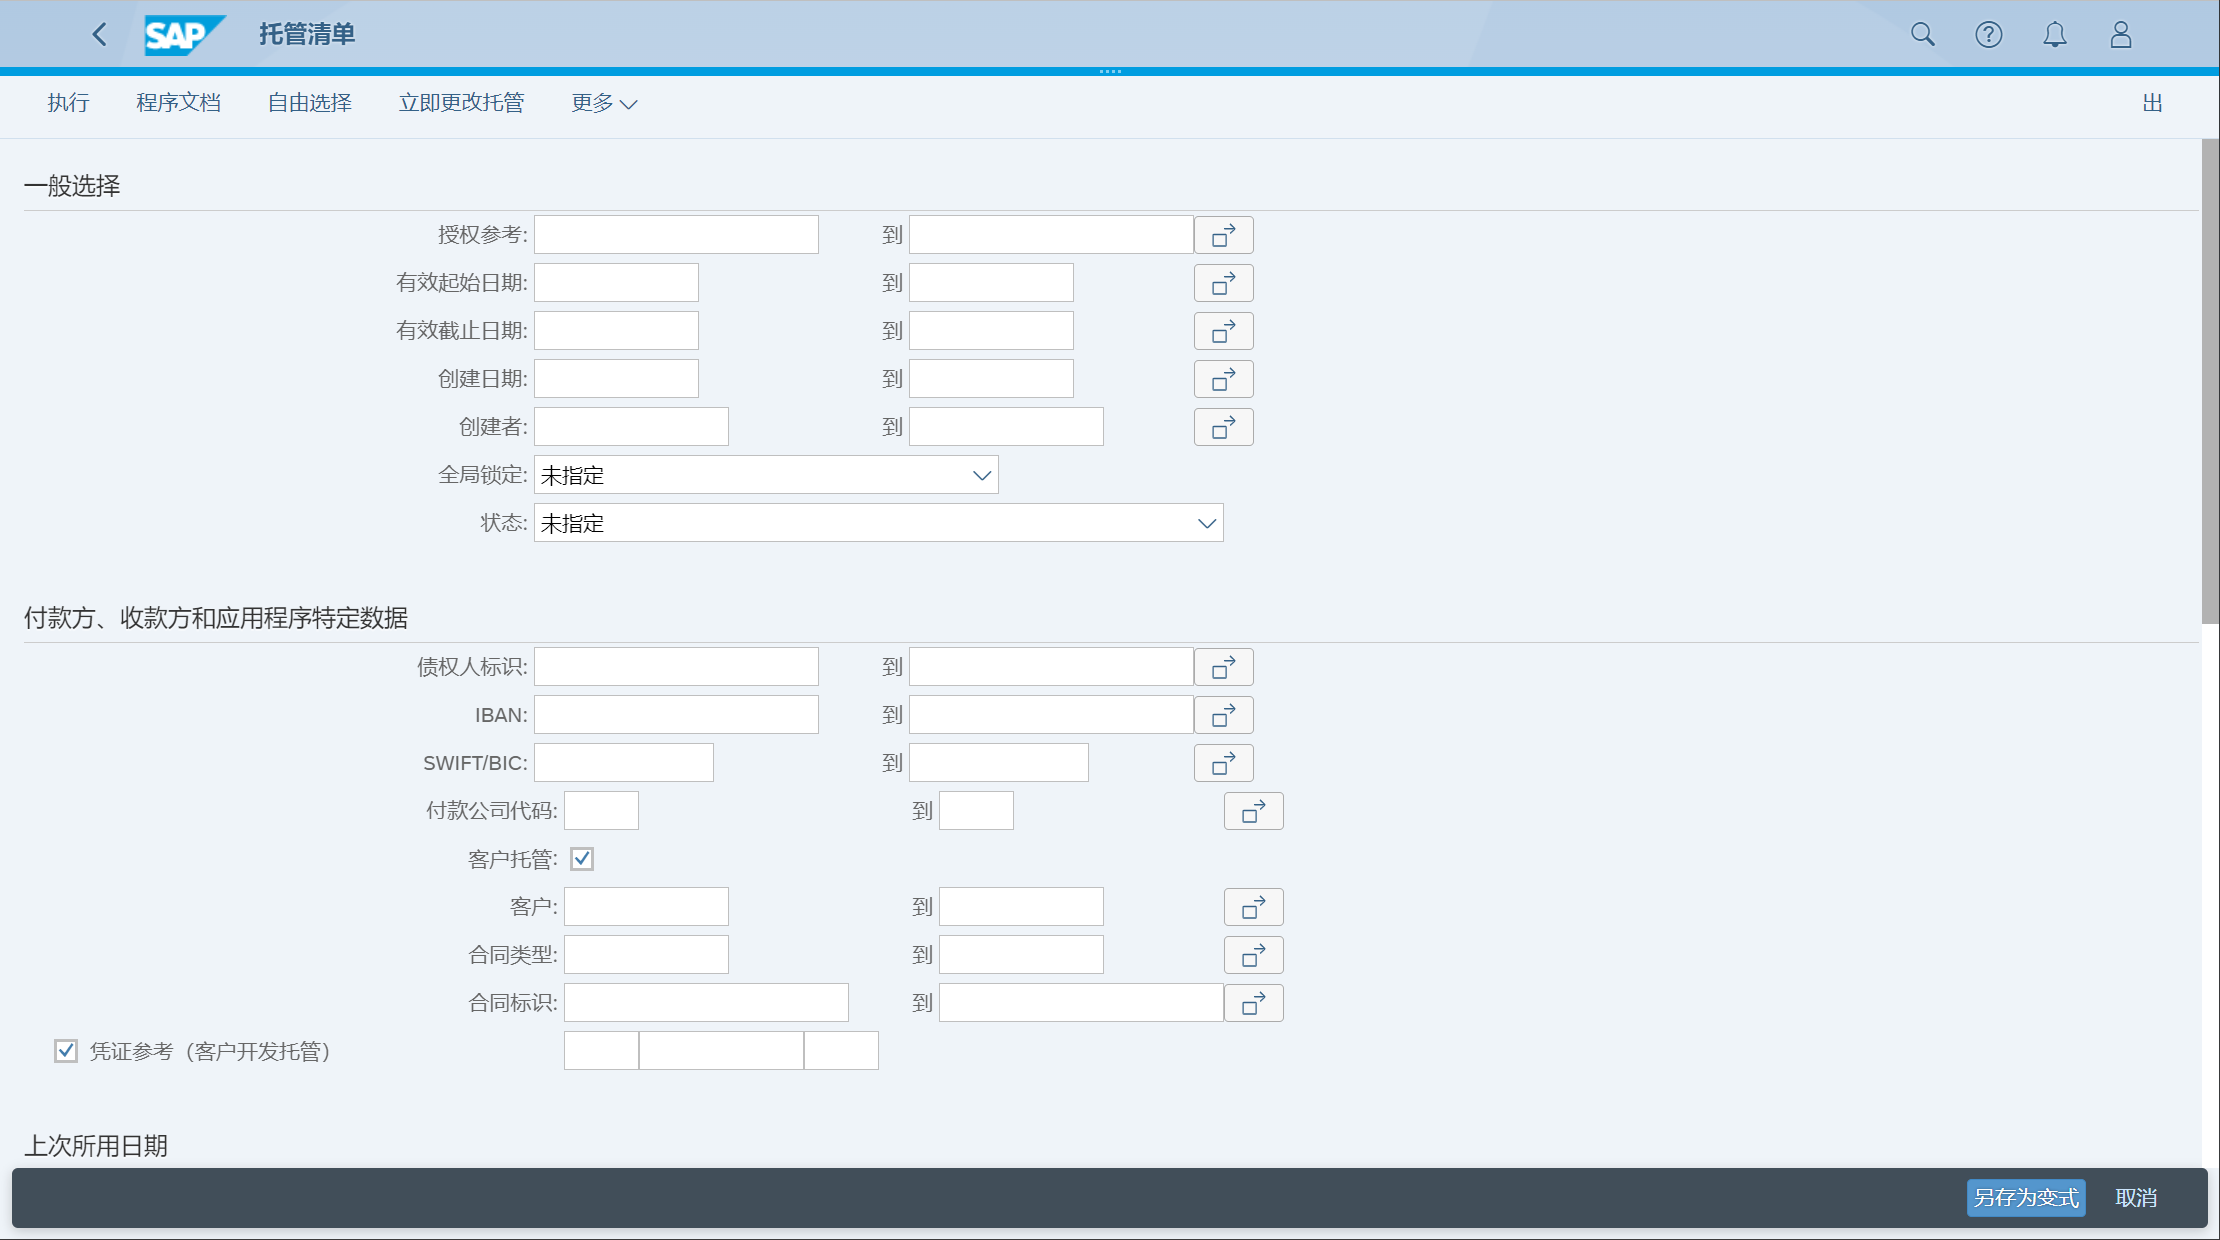 SAP 托管清单
执行 程序文档 自由选择 立即更改托管 更多 出
一般选择
授权参考: 到
有效起始日期: 到
有效截止日期: 到
创建日期: 到
创建者: 到
全局锁定: 未指定
状态: 未指定
付款方、收款方和应用程序特定数据
债权人标识: 到
IBAN: 到
SWIFT/BIC: 到
付款公司代码: 到
客户托管:
客户: 到
合同类型: 到
合同标识: 到
凭证参考（客户开发托管）
上次所用日期
另存为变式 取消